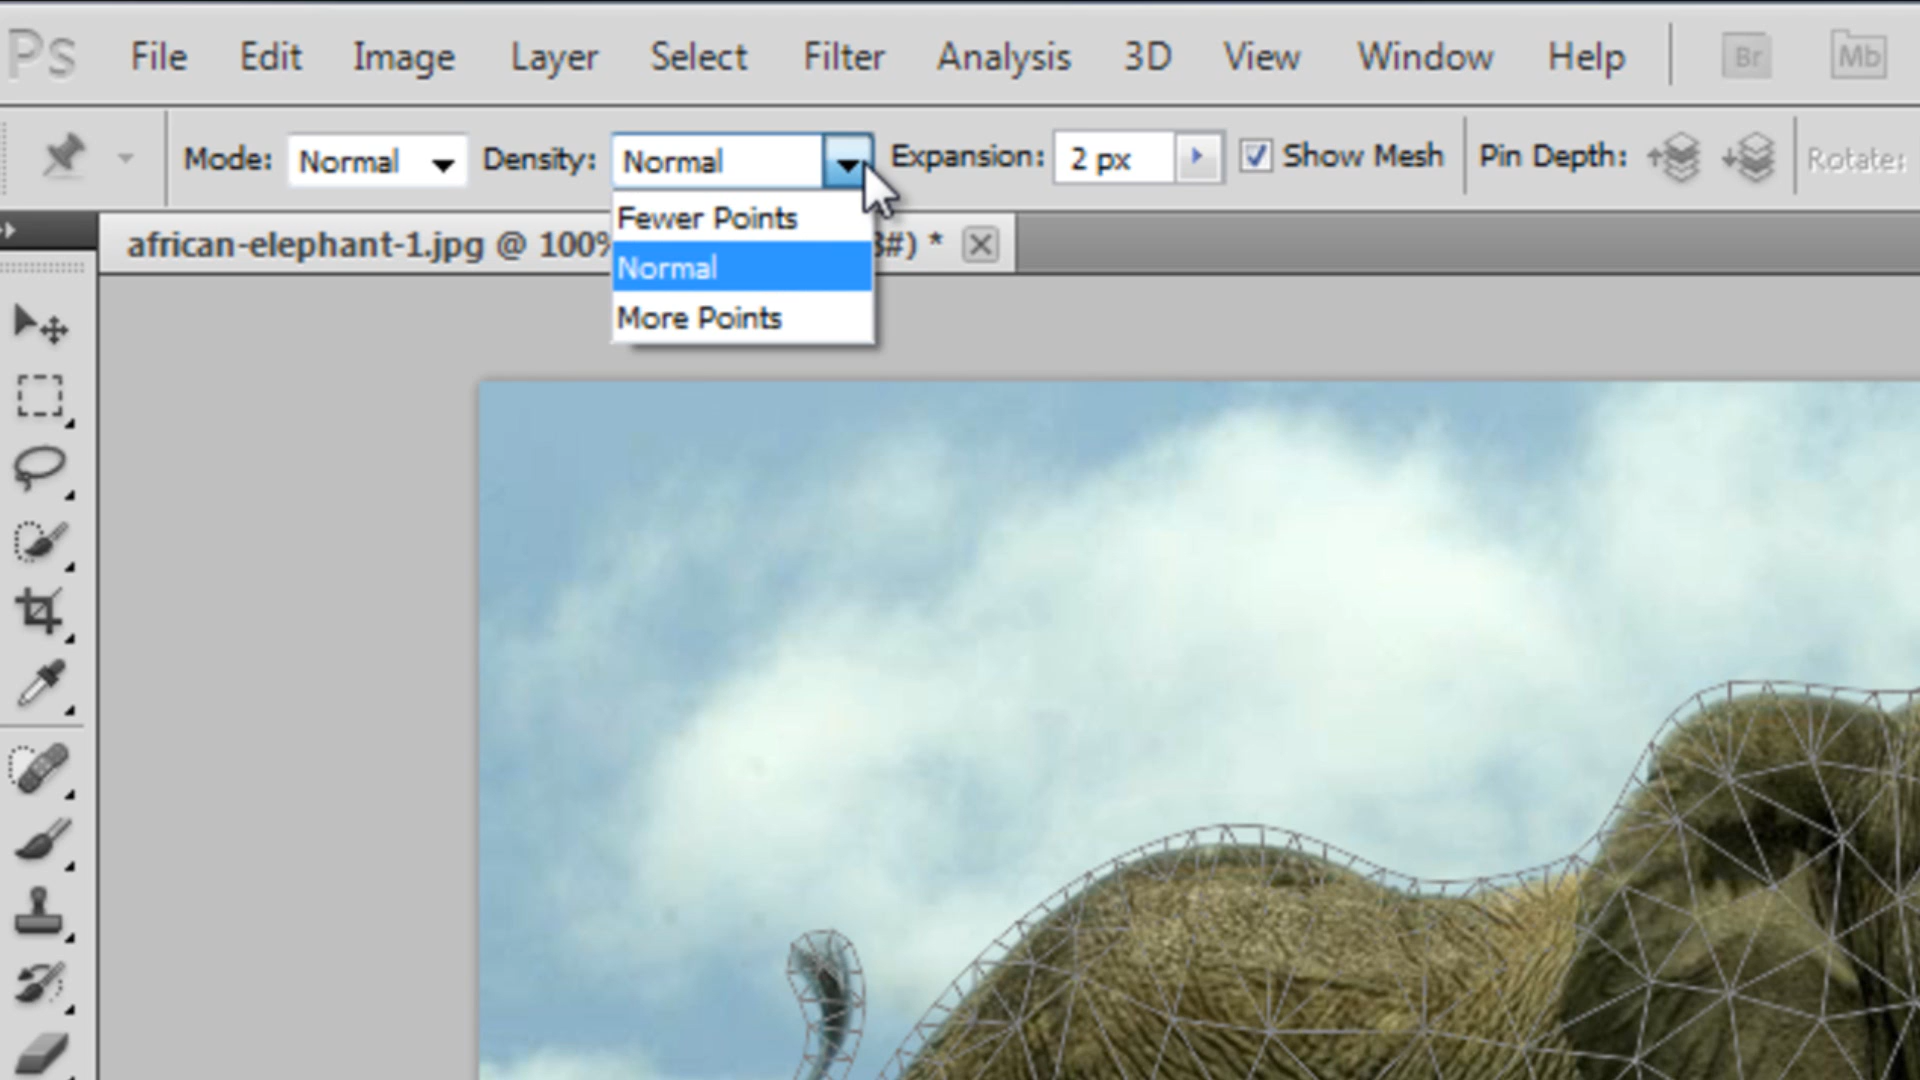 Ps File Edit Image Layer Select Filter Analysis 3D View Window Help Br Mb
Mode: Normal Density: Normal Expansion: 2 px Show Mesh Pin Depth: Rotate:
Fewer Points
african-elephant-1.jpg @ 100% #) *
Normal
More Points